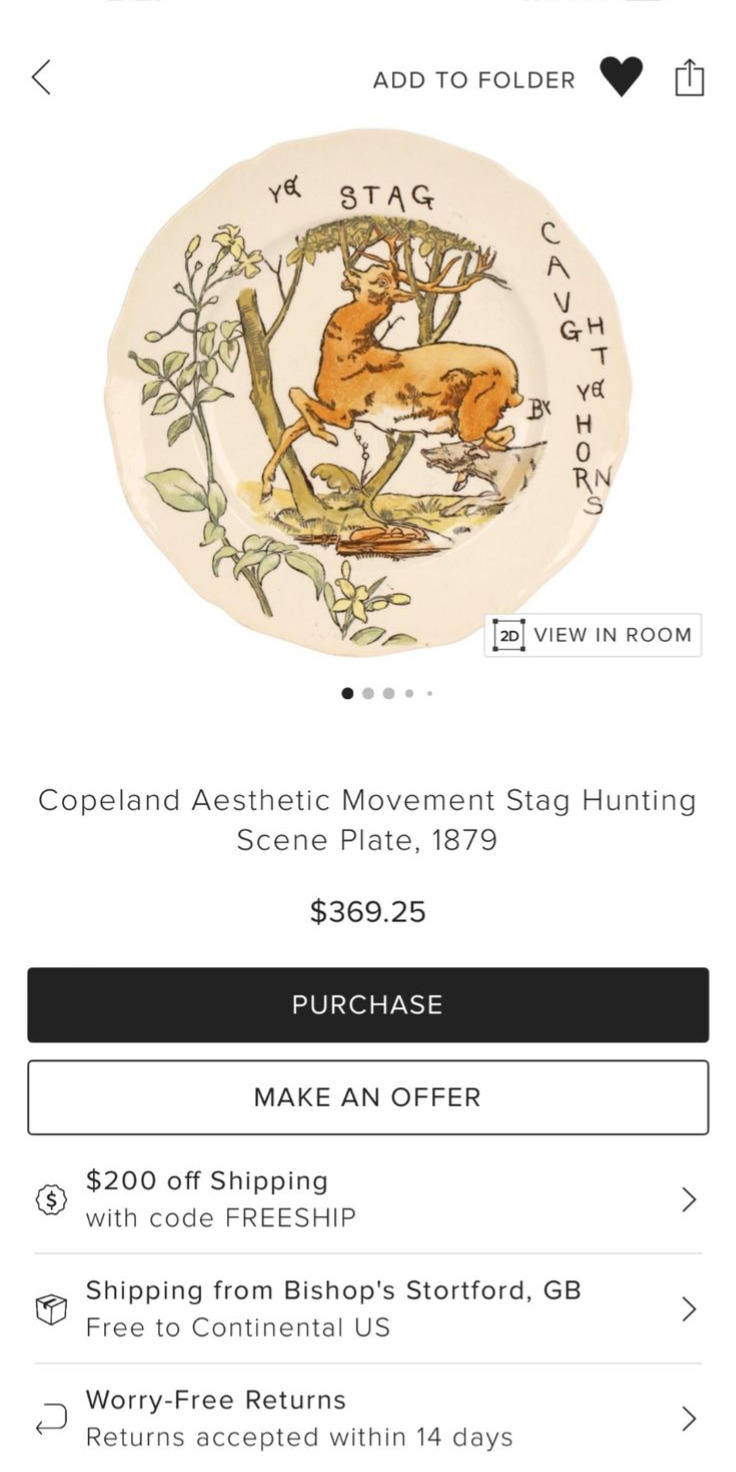 ADD TO FOLDER
ye STAG
CAVGHT
BY
ye
HORNS
2D VIEW IN ROOM
Copeland Aesthetic Movement Stag Hunting
Scene Plate, 1879
$369.25
PURCHASE
MAKE AN OFFER
$200 off Shipping
with code FREESHIP
Shipping from Bishop's Stortford, GB
Free to Continental US
Worry-Free Returns
Returns accepted within 14 days